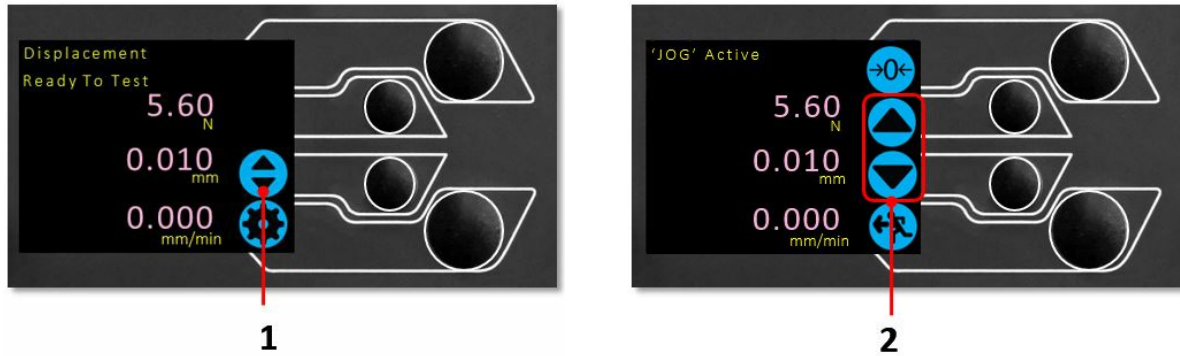 Displacement
Ready To Test
5.60
N
0.010
mm
0.000
mm/min
1
'JOG' Active
→0←
5.60
N
0.010
mm
0.000
mm/min
2